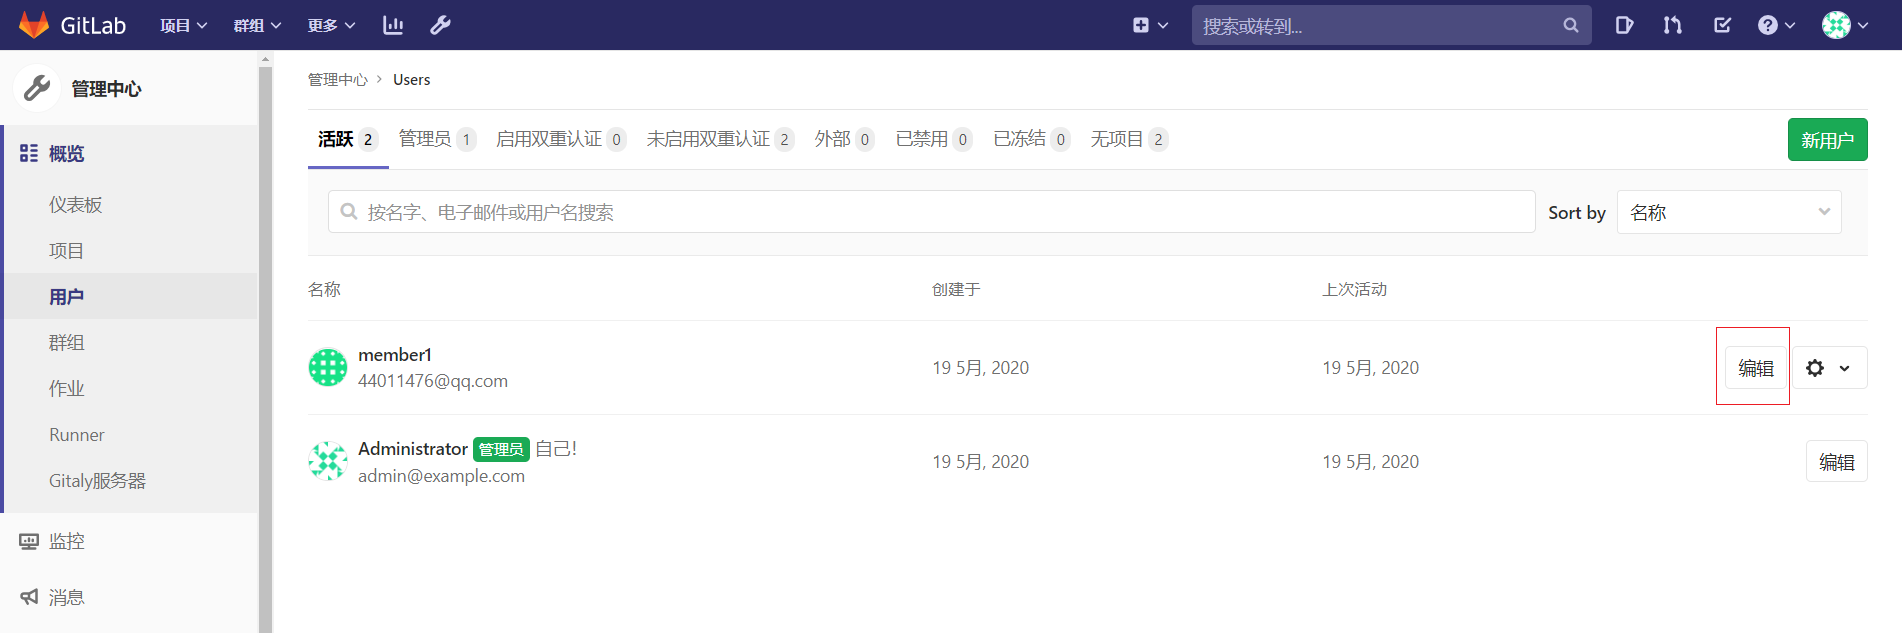 GitLab 项目 群组 更多 搜索或转到...
管理中心
概览
仪表板
项目
用户
群组
作业
Runner
Gitaly服务器
监控
消息
管理中心 > Users
活跃 2 管理员 1 启用双重认证 0 未启用双重认证 2 外部 0 已禁用 0 已冻结 0 无项目 2 新用户
按名字、电子邮件或用户名搜索 Sort by 名称
名称 创建于 上次活动
member1
44011476@qq.com 19 5月, 2020 19 5月, 2020 编辑
Administrator 管理员 自己!
admin@example.com 19 5月, 2020 19 5月, 2020 编辑